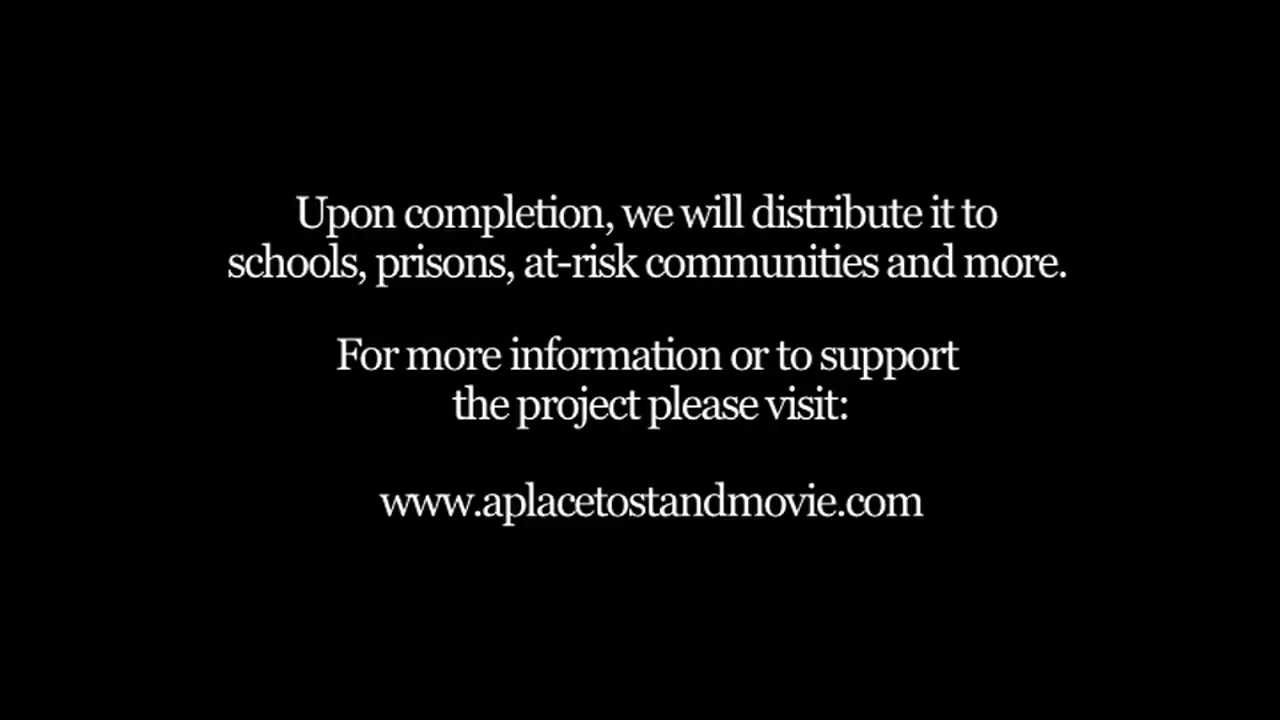 Upon completion, we will distribute it to
schools, prisons, at-risk communities and more.
For more information or to support
the project please visit:
www.aplacetostandmovie.com